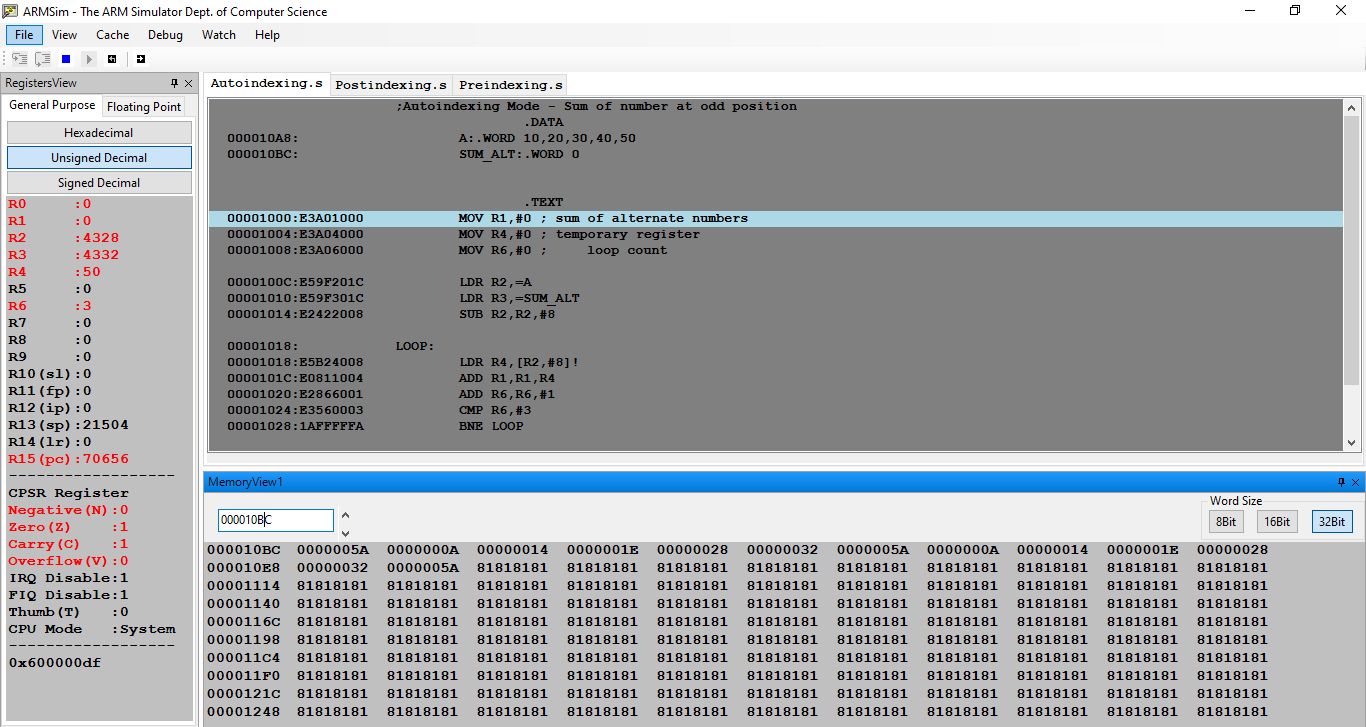 ARMSim - The ARM Simulator Dept. of Computer Science
File View Cache Debug Watch Help
RegistersView
General Purpose Floating Point
Hexadecimal
Unsigned Decimal
Signed Decimal
R0 :0
R1 :0
R2 :4328
R3 :4332
R4 :50
R5 :0
R6 :3
R7 :0
R8 :0
R9 :0
R10(sl):0
R11(fp):0
R12(ip):0
R13(sp):21504
R14(lr):0
R15(pc):70656
------------------
CPSR Register
Negative(N):0
Zero(Z) :1
Carry(C) :1
Overflow(V):0
IRQ Disable:1
FIQ Disable:1
Thumb(T) :0
CPU Mode :System
------------------
0x600000df
Autoindexing.s Postindexing.s Preindexing.s
;Autoindexing Mode - Sum of number at odd position
.DATA
000010A8: A:.WORD 10,20,30,40,50
000010BC: SUM_ALT:.WORD 0
.TEXT
00001000:E3A01000 MOV R1,#0 ; sum of alternate numbers
00001004:E3A04000 MOV R4,#0 ; temporary register
00001008:E3A06000 MOV R6,#0 ; loop count
0000100C:E59F201C LDR R2,=A
00001010:E59F301C LDR R3,=SUM_ALT
00001014:E2422008 SUB R2,R2,#8
00001018: LOOP:
00001018:E5B24008 LDR R4,[R2,#8]!
0000101C:E0811004 ADD R1,R1,R4
00001020:E2866001 ADD R6,R6,#1
00001024:E3560003 CMP R6,#3
00001028:1AFFFFFA BNE LOOP
MemoryView1
000010BC
Word Size
8Bit 16Bit 32Bit
000010BC 0000005A 0000000A 00000014 0000001E 00000028 00000032 0000005A 0000000A 00000014 0000001E 00000028
000010E8 00000032 0000005A 81818181 81818181 81818181 81818181 81818181 81818181 81818181 81818181 81818181
00001114 81818181 81818181 81818181 81818181 81818181 81818181 81818181 81818181 81818181 81818181 81818181
00001140 81818181 81818181 81818181 81818181 81818181 81818181 81818181 81818181 81818181 81818181 81818181
0000116C 81818181 81818181 81818181 81818181 81818181 81818181 81818181 81818181 81818181 81818181 81818181
00001198 81818181 81818181 81818181 81818181 81818181 81818181 81818181 81818181 81818181 81818181 81818181
000011C4 81818181 81818181 81818181 81818181 81818181 81818181 81818181 81818181 81818181 81818181 81818181
000011F0 81818181 81818181 81818181 81818181 81818181 81818181 81818181 81818181 81818181 81818181 81818181
0000121C 81818181 81818181 81818181 81818181 81818181 81818181 81818181 81818181 81818181 81818181 81818181
00001248 81818181 81818181 81818181 81818181 81818181 81818181 81818181 81818181 81818181 81818181 81818181